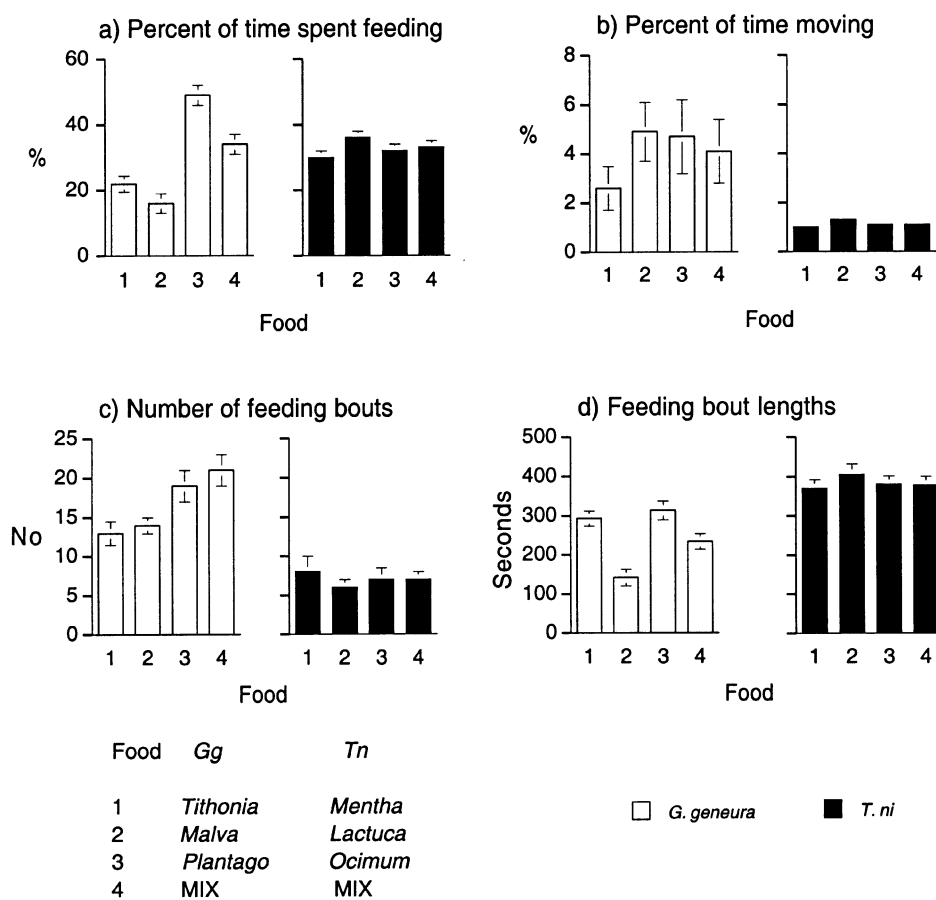 a) Percent of time spent feeding
60
40
%
20
0
1 2 3 4 1 2 3 4
Food
b) Percent of time moving
8
6
%
4
2
0
1 2 3 4 1 2 3 4
Food
c) Number of feeding bouts
25
20
15
No
10
5
0
1 2 3 4 1 2 3 4
Food
d) Feeding bout lengths
500
400
300
Seconds
200
100
0
1 2 3 4 1 2 3 4
Food
Food Gg Tn
1 Tithonia Mentha
2 Malva Lactuca
3 Plantago Ocimum
4 MIX MIX
G. geneura T. ni